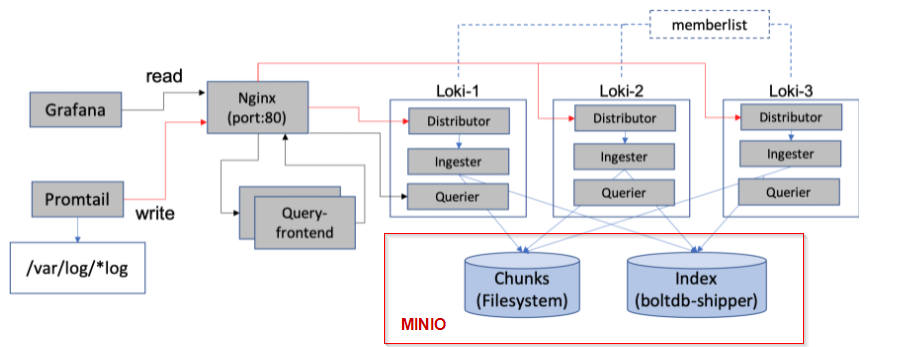 memberlist
read
Loki-1
Loki-2
Loki-3
Grafana
Nginx
(port:80)
Distributor
Distributor
Distributor
Ingester
Ingester
Ingester
Promtail
write
Querier
Querier
Querier
Query-
frontend
/var/log/*log
Chunks
(Filesystem)
Index
(boltdb-shipper)
MINIO